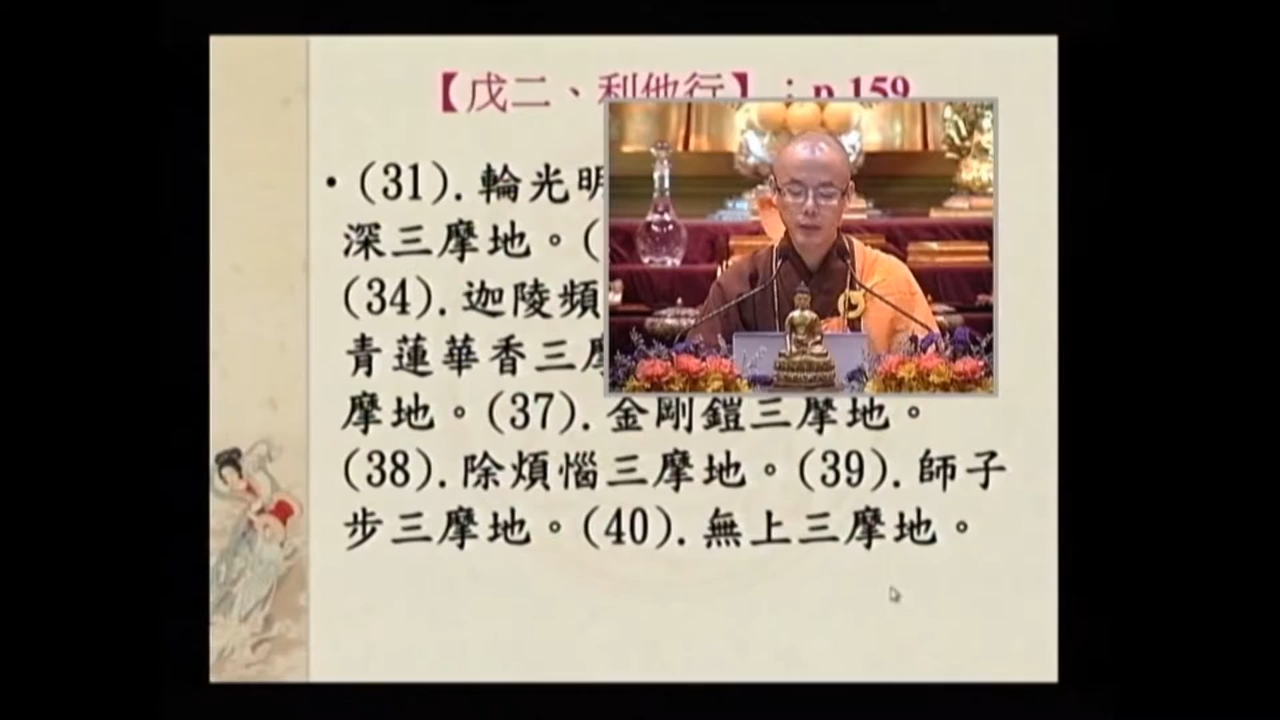 【戊二、利他行】：p.159
•(31).輪光明
深三摩地。(
(34).迦陵頻
青蓮華香三摩
摩地。(37).金剛鎧三摩地。
(38).除煩惱三摩地。(39).師子
步三摩地。(40).無上三摩地。